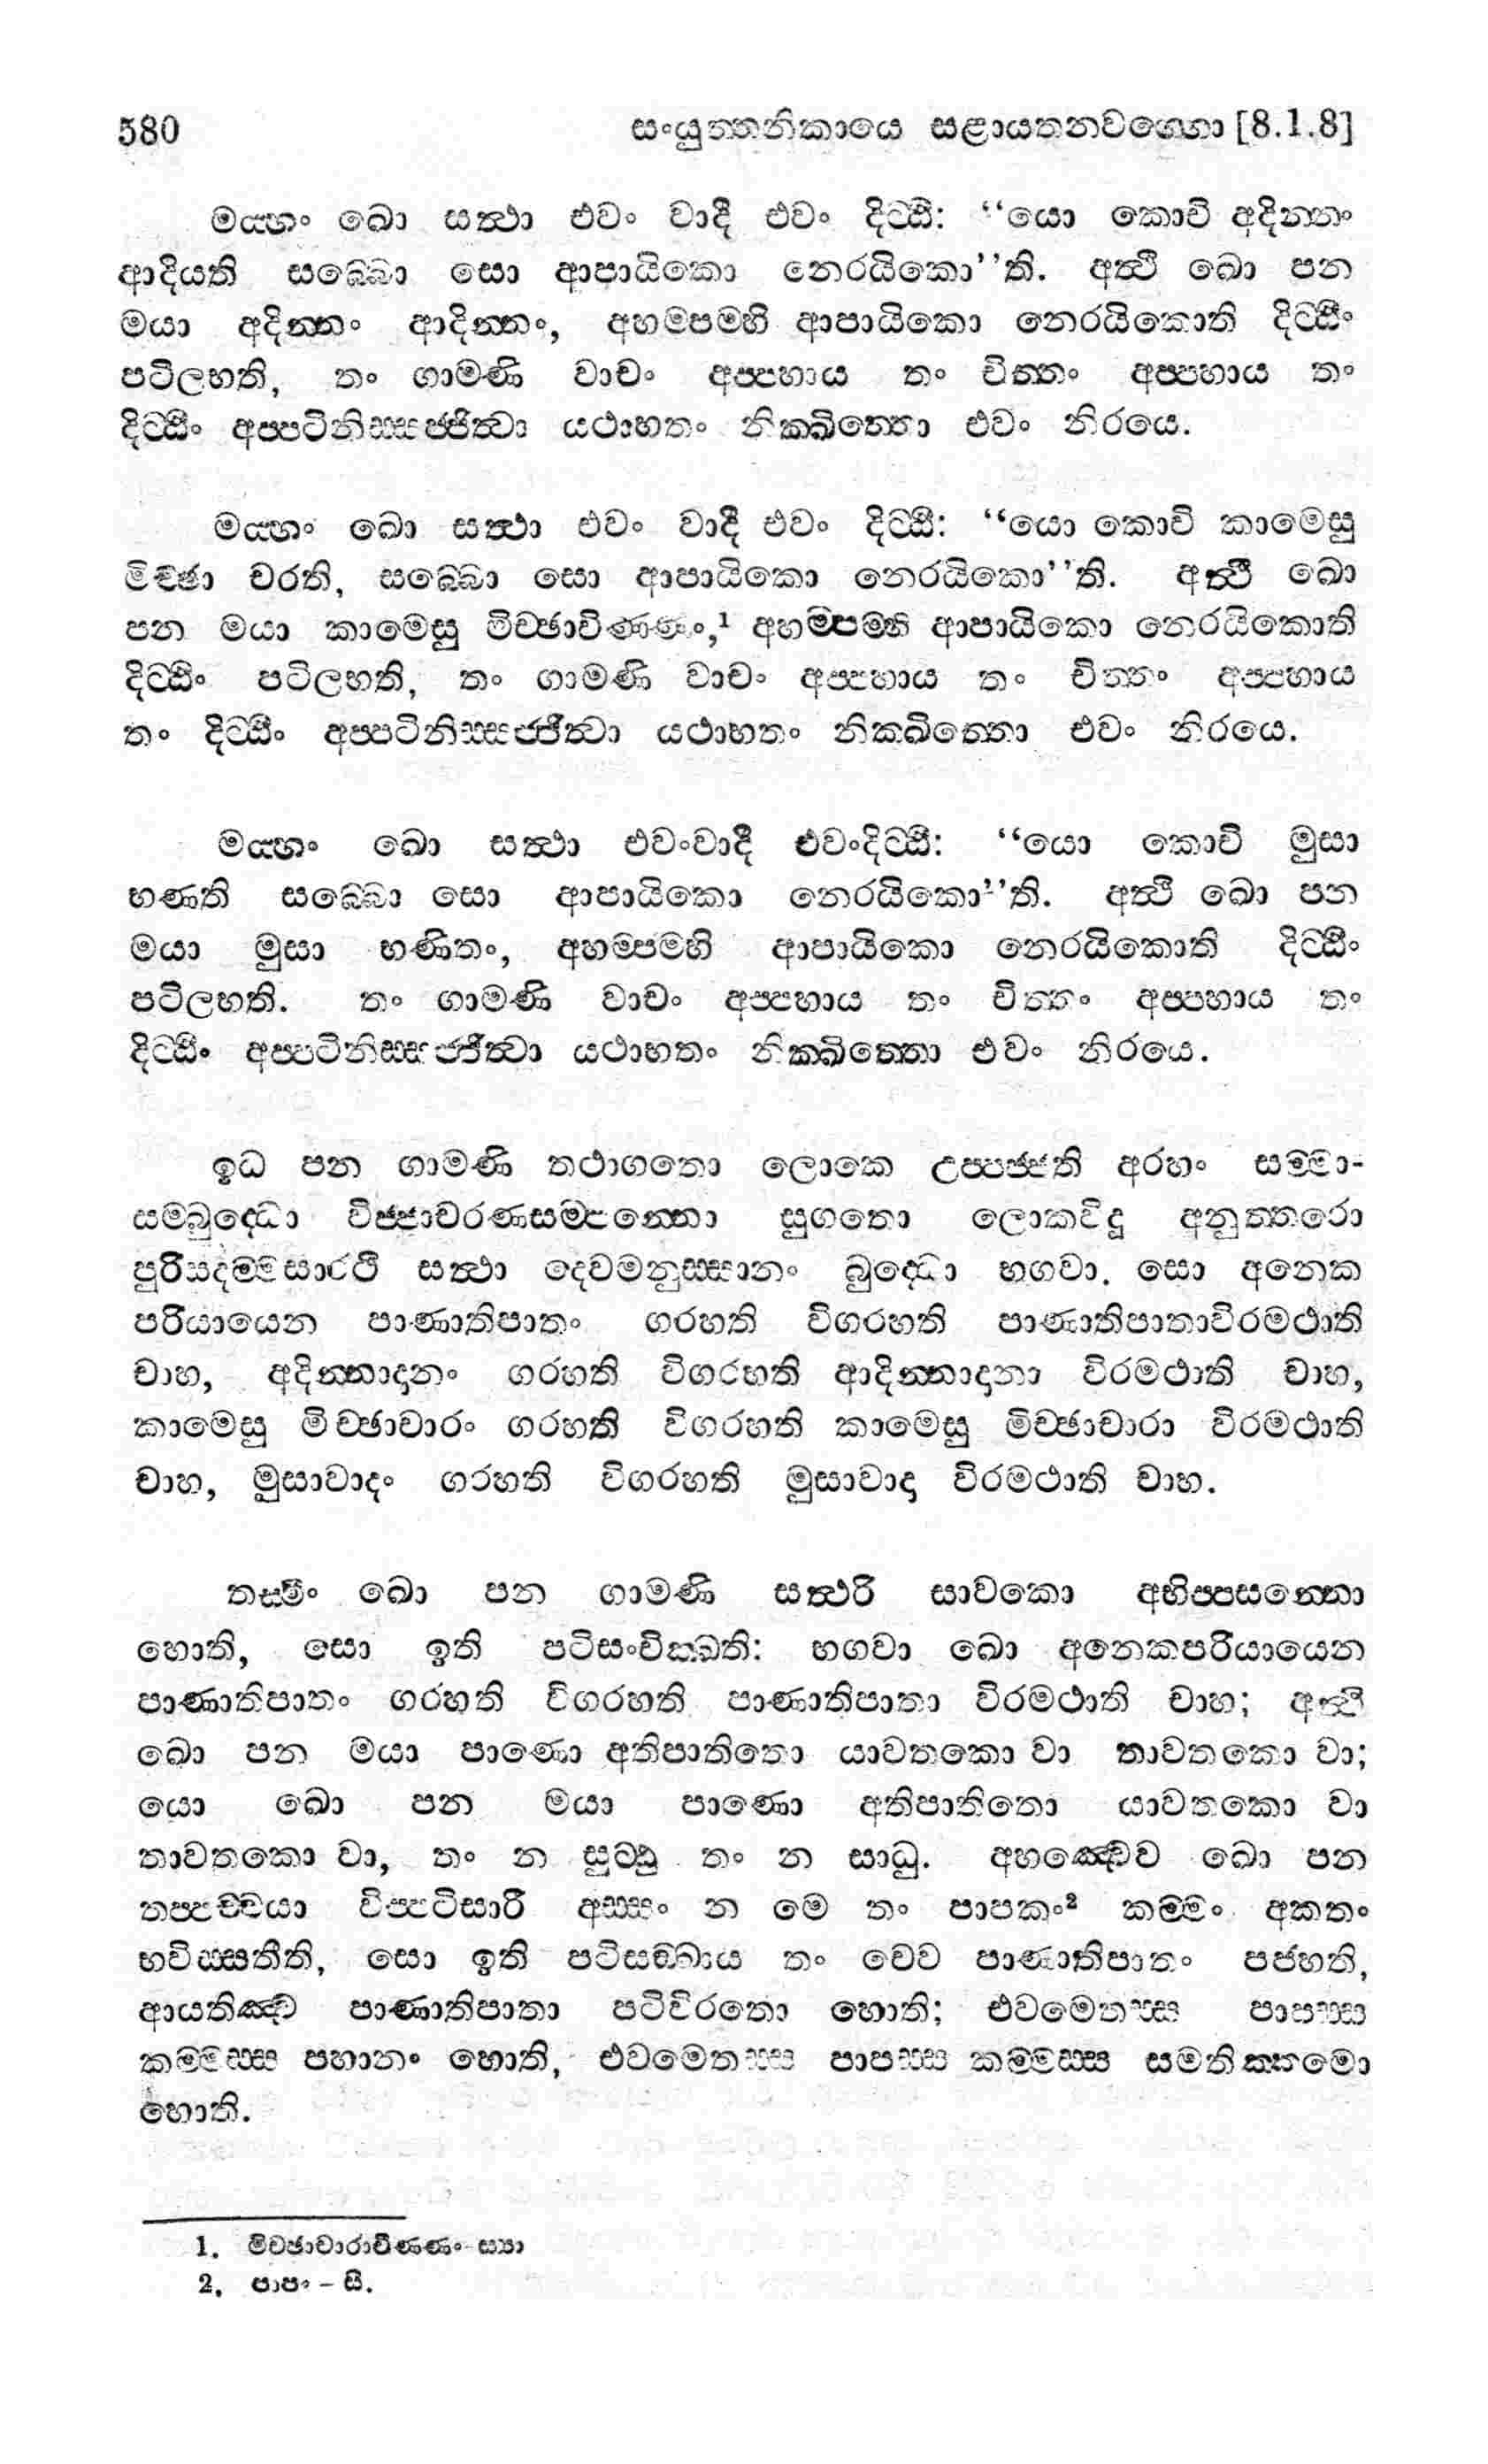 580 සංයුත්තනිකායෙ සළායතනවග්ගො [8.1.8]
මය්හං ඛො සත්ථා එවං වාදී එවං දිට්ඨි: “යො කොචි අදින්නං
ආදියති සබ්බො සො ආපායිකො නෙරයිකො”ති. අත්ථි ඛො පන
මයා අදින්නං ආදින්නං, අහම්පම්හි ආපායිකො නෙරයිකොති දිට්ඨිං
පටිලභති, තං ගාමණි වාචං අප්පහාය තං චිත්තං අප්පහාය තං
දිට්ඨිං අප්පටිනිස්සජ්ජිත්වා යථාහතං නික්ඛිත්තො එවං නිරයෙ.
මය්හං ඛො සත්ථා එවං වාදී එවං දිට්ඨි: “යො කොචි කාමෙසු
මිච්ඡා චරති, සබ්බො සො ආපායිකො නෙරයිකො”ති. අත්ථි ඛො
පන මයා කාමෙසු මිච්ඡාචිණ්ණං,¹ අහම්පම්හි ආපායිකො නෙරයිකොති
දිට්ඨිං පටිලභති, තං ගාමණි වාචං අප්පහාය තං චිත්තං අප්පහාය
තං දිට්ඨිං අප්පටිනිස්සජ්ජිත්වා යථාභතං නික්ඛිත්තො එවං නිරයෙ.
මය්හං ඛො සත්ථා එවංවාදී එවංදිට්ඨි: “යො කොචි මුසා
භණති සබ්බො සො ආපායිකො නෙරයිකො”ති. අත්ථි ඛො පන
මයා මුසා භණිතං, අහම්පම්හි ආපායිකො නෙරයිකොති දිට්ඨිං
පටිලභති. තං ගාමණි වාචං අප්පහාය තං චිත්තං අප්පහාය තං
දිට්ඨිං අප්පටිනිස්සජ්ජිත්වා යථාභතං නික්ඛිත්තො එවං නිරයෙ.
ඉධ පන ගාමණි තථාගතො ලොකෙ උප්පජ්ජති අරහං සම්මා-
සම්බුද්ධො විජ්ජාචරණසම්පන්නො සුගතො ලොකවිදූ අනුත්තරො
පුරිසදම්මසාරථි සත්ථා දෙවමනුස්සානං බුද්ධො භගවා. සො අනෙක
පරියායෙන පාණාතිපාතං ගරහති විගරහති පාණාතිපාතාවිරමථාති
චාහ, අදින්නාදානං ගරහති විගරහති ආදින්නාදානා විරමථාති චාහ,
කාමෙසු මිච්ඡාචාරං ගරහති විගරහති කාමෙසු මිච්ඡාචාරා විරමථාති
චාහ, මුසාවාදං ගරහති විගරහති මුසාවාදා විරමථාති චාහ.
තස්මිං ඛො පන ගාමණි සත්ථරි සාවකො අභිප්පසන්නො
හොති, සො ඉති පටිසංචික්ඛති: භගවා ඛො අනෙකපරියායෙන
පාණාතිපාතං ගරහති විගරහති පාණාතිපාතා විරමථාති චාහ; අත්ථි
ඛො පන මයා පාණො අතිපාතිතො යාවතකො වා තාවතකො වා;
යො ඛො පන මයා පාණො අතිපාතිතො යාවතකො වා
තාවතකො වා, තං න සුට්ඨු තං න සාධු. අහඤ්චෙව ඛො පන
තප්පච්චයා විප්පටිසාරී අස්සං න මෙ තං පාපකං² කම්මං අකතං
භවිස්සතීති, සො ඉති පටිසඞ්ඛාය තං චෙව පාණාතිපාතං පජහති,
ආයතිඤ්ච පාණාතිපාතා පටිවිරතො හොති; එවමෙතස්ස පාපස්ස
කම්මස්ස පහානං හොති, එවමෙතස්ස පාපස්ස කම්මස්ස සමතික්කමො
හොති.
1. මිච්ඡාචාරාචිණ්ණං - ස්‍යා
2. පාපං – සී.